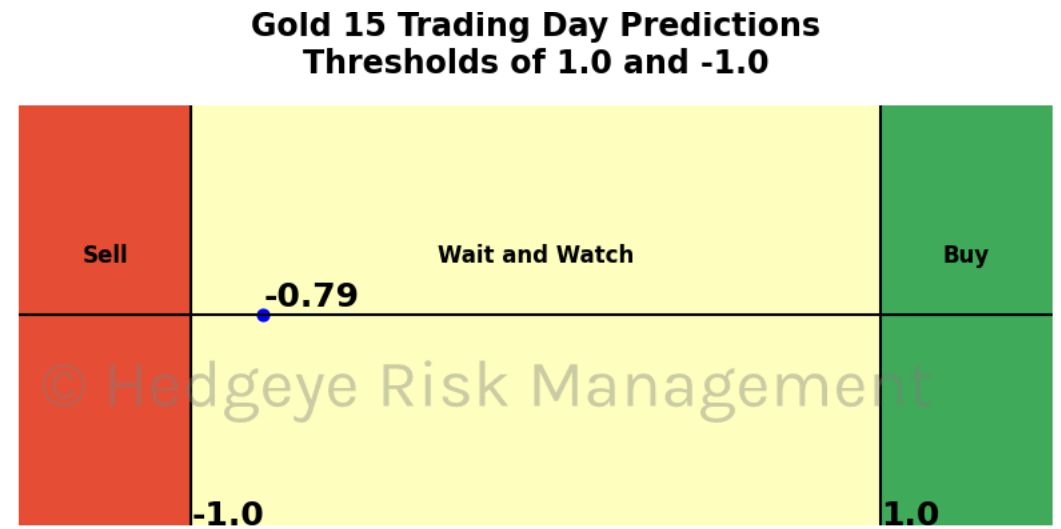 Gold 15 Trading Day Predictions
Thresholds of 1.0 and -1.0
Sell
Wait and Watch
Buy
-0.79
© Hedgeye Risk Management
-1.0
1.0